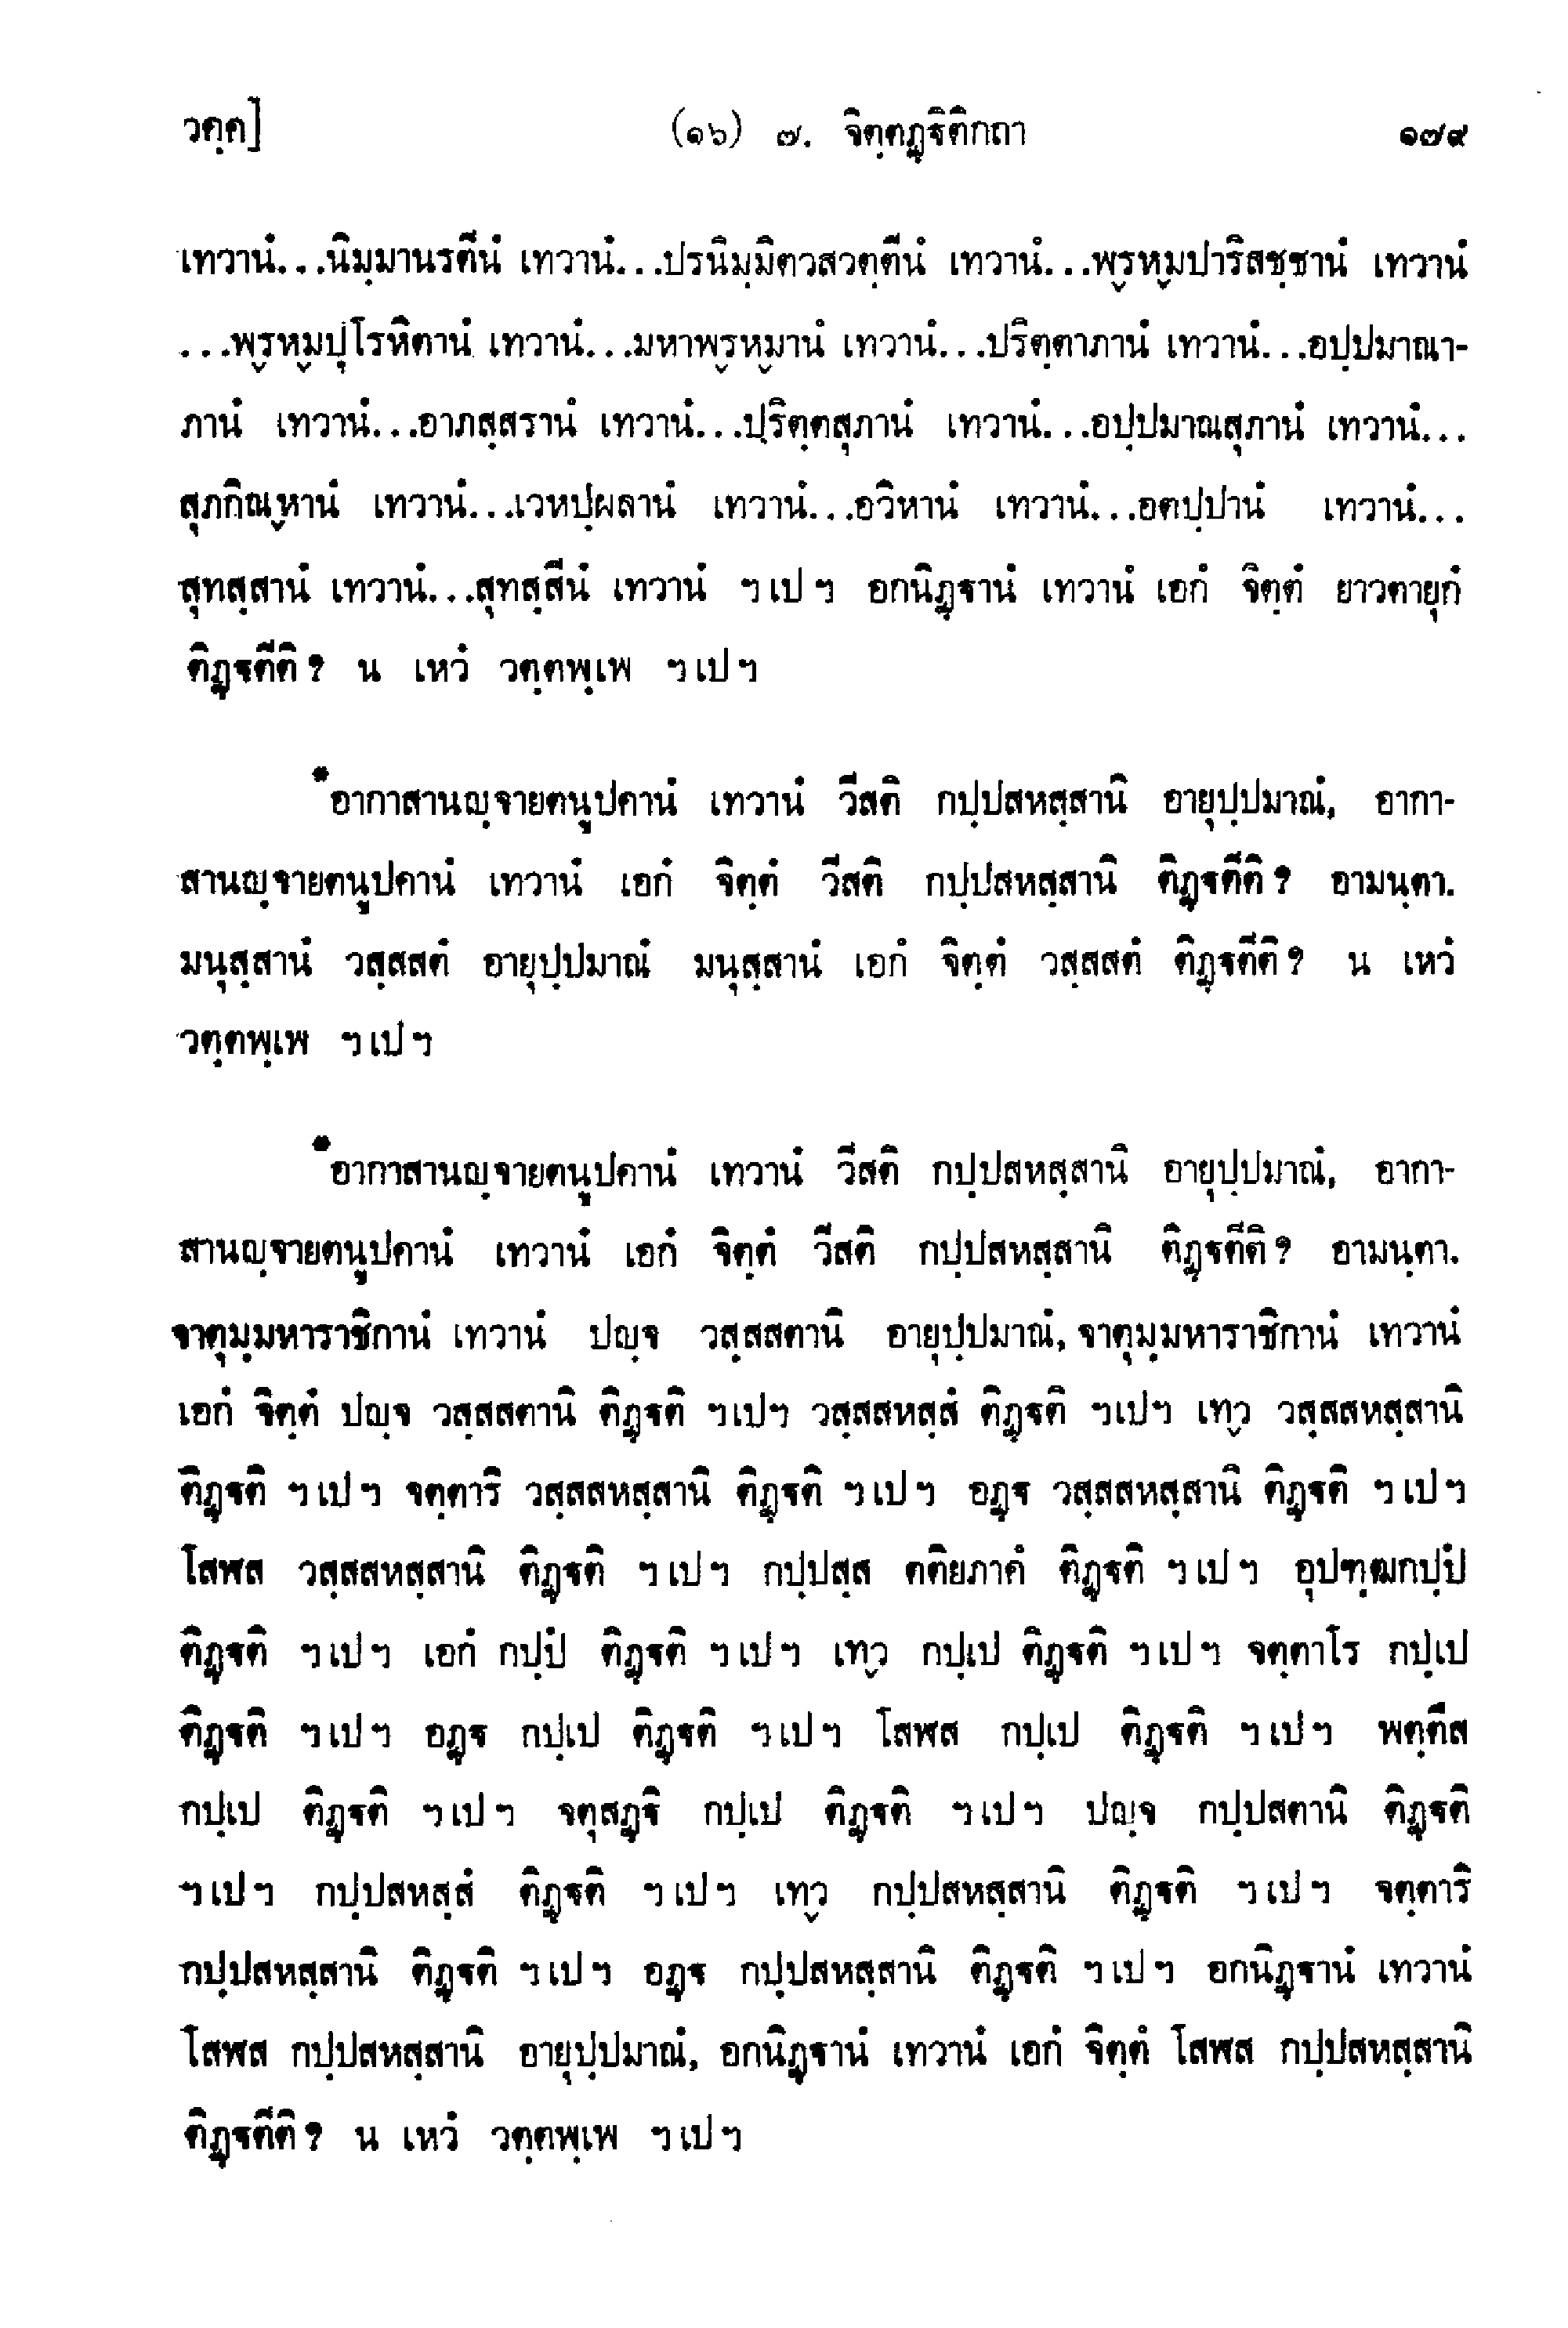 วคฺค] (๑๖) ๗. จิตฺตฏฺฐิติกถา ๑๗๙
เทวานํ...นิมฺมานรตีนํ เทวานํ...ปรนิมฺมิตวสวตฺตีนํ เทวานํ...พฺรหฺมปาริสชฺชานํ เทวานํ
...พฺรหฺมปุโรหิตานํ เทวานํ...มหาพฺรหฺมานํ เทวานํ...ปริตฺตาภานํ เทวานํ...อปฺปมาณา-
ภานํ เทวานํ...อาภสฺสรานํ เทวานํ...ปริตฺตสุภานํ เทวานํ...อปฺปมาณสุภานํ เทวานํ...
สุภกิณฺหานํ เทวานํ...เวหปฺผลานํ เทวานํ...อวิหานํ เทวานํ...อตปฺปานํ เทวานํ...
สุทสฺสานํ เทวานํ...สุทสฺสีนํ เทวานํ ฯเปฯ อกนิฏฺฐานํ เทวานํ เอกํ จิตฺตํ ยาวตายุกํ
ติฏฺฐตีติ? น เหวํ วตฺตพฺเพ ฯเปฯ
*อากาสานญฺจายตนูปคานํ เทวานํ วีสติ กปฺปสหสฺสานิ อายุปฺปมาณํ, อากา-
สานญฺจายตนูปคานํ เทวานํ เอกํ จิตฺตํ วีสติ กปฺปสหสฺสานิ ติฏฺฐตีติ? อามนฺตา.
มนุสฺสานํ วสฺสสตํ อายุปฺปมาณํ มนุสฺสานํ เอกํ จิตฺตํ วสฺสสตํ ติฏฺฐตีติ? น เหวํ
วตฺตพฺเพ ฯเปฯ
*อากาสานญฺจายตนูปคานํ เทวานํ วีสติ กปฺปสหสฺสานิ อายุปฺปมาณํ, อากา-
สานญฺจายตนูปคานํ เทวานํ เอกํ จิตฺตํ วีสติ กปฺปสหสฺสานิ ติฏฺฐตีติ? อามนฺตา.
จาตุมฺมหาราชิกานํ เทวานํ ปญฺจ วสฺสสตานิ อายุปฺปมาณํ, จาตุมฺมหาราชิกานํ เทวานํ
เอกํ จิตฺตํ ปญฺจ วสฺสสตานิ ติฏฺฐติ ฯเปฯ วสฺสสหสฺสํ ติฏฺฐติ ฯเปฯ เทฺว วสฺสสหสฺสานิ
ติฏฺฐติ ฯเปฯ จตฺตาริ วสฺสสหสฺสานิ ติฏฺฐติ ฯเปฯ อฏฺฐ วสฺสสหสฺสานิ ติฏฺฐติ ฯเปฯ
โสฬส วสฺสสหสฺสานิ ติฏฺฐติ ฯเปฯ กปฺปสฺส ตติยภาคํ ติฏฺฐติ ฯเปฯ อุปฑฺฒกปฺปํ
ติฏฺฐติ ฯเปฯ เอกํ กปฺปํ ติฏฺฐติ ฯเปฯ เทฺว กปฺเป ติฏฺฐติ ฯเปฯ จตฺตาโร กปฺเป
ติฏฺฐติ ฯเปฯ อฏฺฐ กปฺเป ติฏฺฐติ ฯเปฯ โสฬส กปฺเป ติฏฺฐติ ฯเปฯ พตฺตึส
กปฺเป ติฏฺฐติ ฯเปฯ จตุสฏฺฐิ กปฺเป ติฏฺฐติ ฯเปฯ ปญฺจ กปฺปสตานิ ติฏฺฐติ
ฯเปฯ กปฺปสหสฺสํ ติฏฺฐติ ฯเปฯ เทฺว กปฺปสหสฺสานิ ติฏฺฐติ ฯเปฯ จตฺตาริ
กปฺปสหสฺสานิ ติฏฺฐติ ฯเปฯ อฏฺฐ กปฺปสหสฺสานิ ติฏฺฐติ ฯเปฯ อกนิฏฺฐานํ เทวานํ
โสฬส กปฺปสหสฺสานิ อายุปฺปมาณํ, อกนิฏฺฐานํ เทวานํ เอกํ จิตฺตํ โสฬส กปฺปสหสฺสานิ
ติฏฺฐตีติ? น เหวํ วตฺตพฺเพ ฯเปฯ